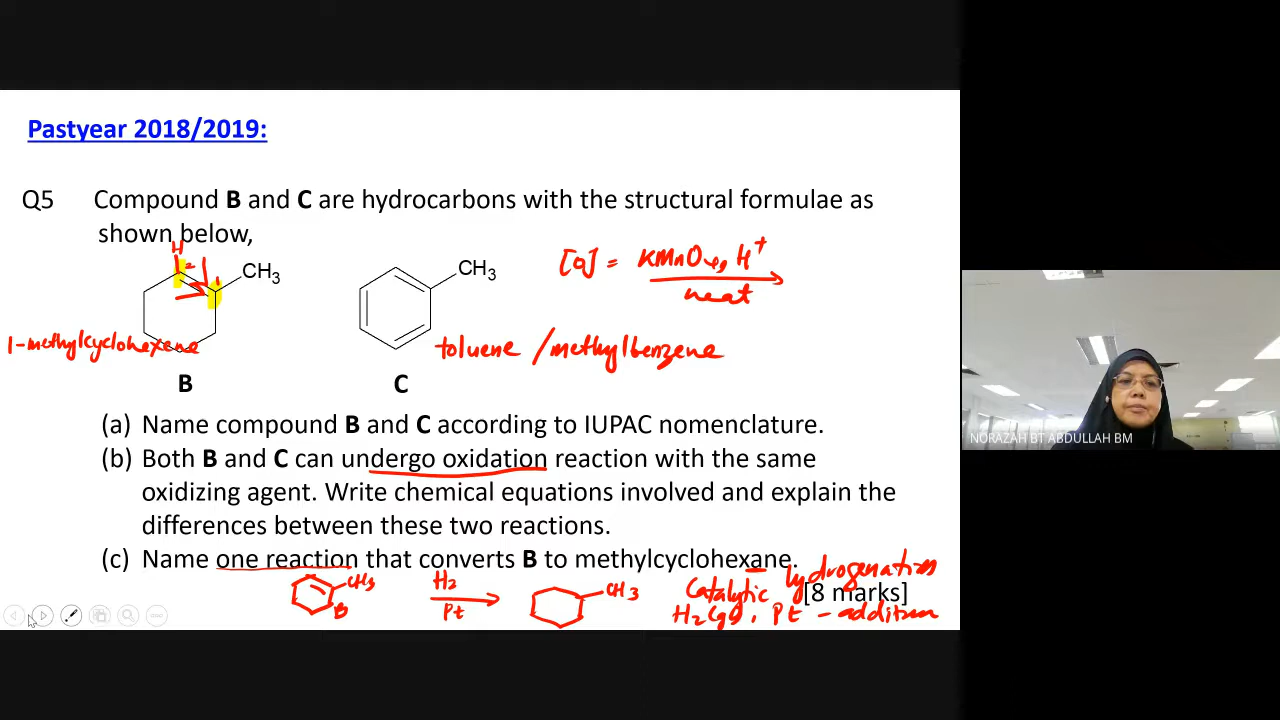 Pastyear 2018/2019:
Q5 Compound B and C are hydrocarbons with the structural formulae as
shown below,
H
2
1
CH3
CH3
[O] = KMnO4, H+
heat
1-methylcyclohexene
toluene /methylbenzene
B
C
(a) Name compound B and C according to IUPAC nomenclature.
(b) Both B and C can undergo oxidation reaction with the same
oxidizing agent. Write chemical equations involved and explain the
differences between these two reactions.
(c) Name one reaction that converts B to methylcyclohexane.
[8 marks]
CH3
B
H2
Pt
CH3
Catalytic hydrogenation
H2(g), Pt - addition
NORAZAH BT ABDULLAH BM